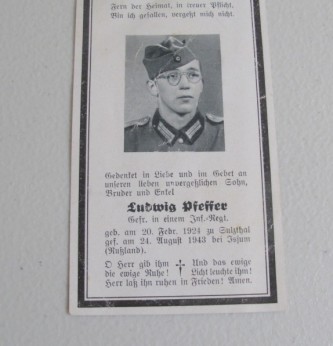 Fern der Heimat, in treuer Pflicht,
Bin ich gefallen, vergeßt mich nicht.
Gedenket in Liebe und im Gebet an
unseren lieben unvergeßlichen Sohn,
Bruder und Enkel
Ludwig Pfeffer
Gefr. in einem Inf.-Regt.
geb. am 20. Febr. 1924 zu Sulzthal
gef. am 24. August 1943 bei Isjum
(Rußland).
O Herr gib ihm † Und das ewige
die ewige Ruhe! Licht leuchte ihm!
Herr laß ihn ruhen in Frieden! Amen.